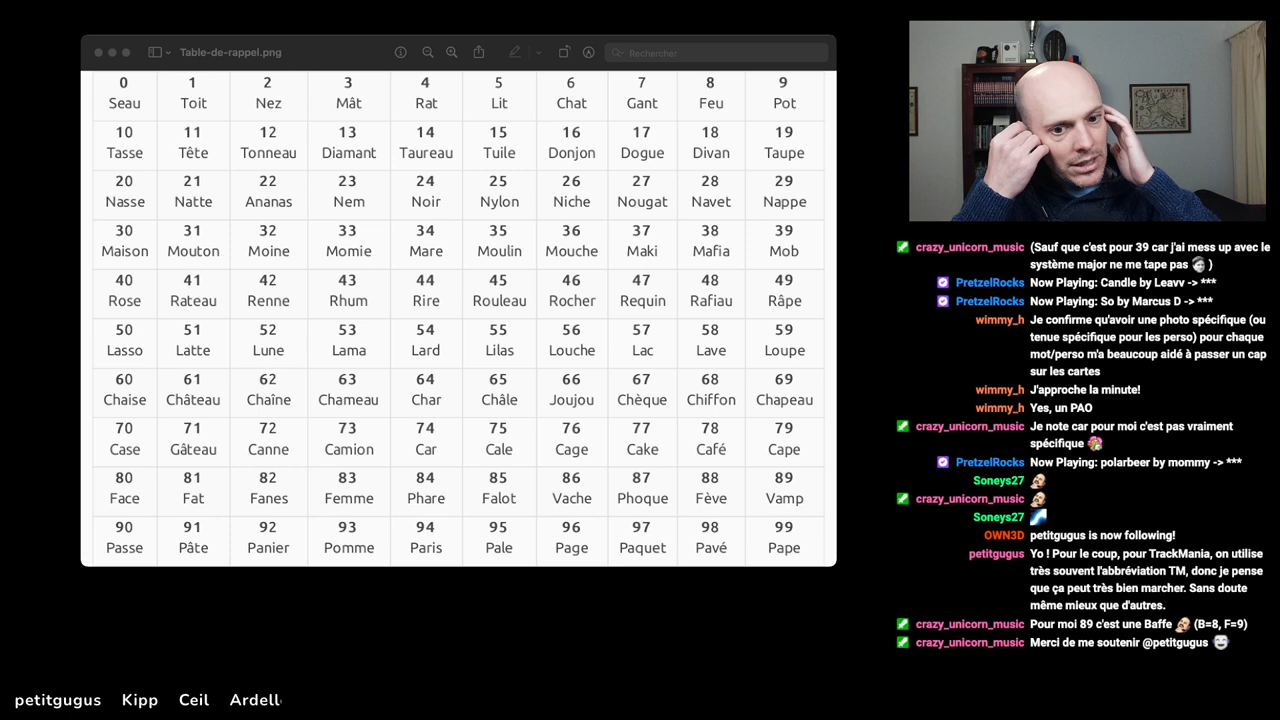 Table-de-rappel.png
Rechercher
0 1 2 3 4 5 6 7 8 9
Seau Toit Nez Mât Rat Lit Chat Gant Feu Pot
10 11 12 13 14 15 16 17 18 19
Tasse Tête Tonneau Diamant Taureau Tuile Donjon Dogue Divan Taupe
20 21 22 23 24 25 26 27 28 29
Nasse Natte Ananas Nem Noir Nylon Niche Nougat Navet Nappe
30 31 32 33 34 35 36 37 38 39
Maison Mouton Moine Momie Mare Moulin Mouche Maki Mafia Mob
40 41 42 43 44 45 46 47 48 49
Rose Rateau Renne Rhum Rire Rouleau Rocher Requin Rafiau Râpe
50 51 52 53 54 55 56 57 58 59
Lasso Latte Lune Lama Lard Lilas Louche Lac Lave Loupe
60 61 62 63 64 65 66 67 68 69
Chaise Château Chaîne Chameau Char Châle Joujou Chèque Chiffon Chapeau
70 71 72 73 74 75 76 77 78 79
Case Gâteau Canne Camion Car Cale Cage Cake Café Cape
80 81 82 83 84 85 86 87 88 89
Face Fat Fanes Femme Phare Falot Vache Phoque Fève Vamp
90 91 92 93 94 95 96 97 98 99
Passe Pâte Panier Pomme Paris Pale Page Paquet Pavé Pape
crazy_unicorn_music (Sauf que c'est pour 39 car j'ai mess up avec le
système major ne me tape pas )
PretzelRocks Now Playing: Candle by Leavv -> ***
PretzelRocks Now Playing: So by Marcus D -> ***
wimmy_h Je confirme qu'avoir une photo spécifique (ou
tenue spécifique pour les perso) pour chaque
mot/perso m'a beaucoup aidé à passer un cap
sur les cartes
wimmy_h J'approche la minute!
wimmy_h Yes, un PAO
crazy_unicorn_music Je note car pour moi c'est pas vraiment
spécifique
PretzelRocks Now Playing: polarbeer by mommy -> ***
Soneys27
crazy_unicorn_music
Soneys27
OWN3D petitgugus is now following!
petitgugus Yo ! Pour le coup, pour TrackMania, on utilise
très souvent l'abbréviation TM, donc je pense
que ça peut très bien marcher. Sans doute
même mieux que d'autres.
crazy_unicorn_music Pour moi 89 c'est une Baffe (B=8, F=9)
crazy_unicorn_music Merci de me soutenir @petitgugus
petitgugus Kipp Ceil Ardell